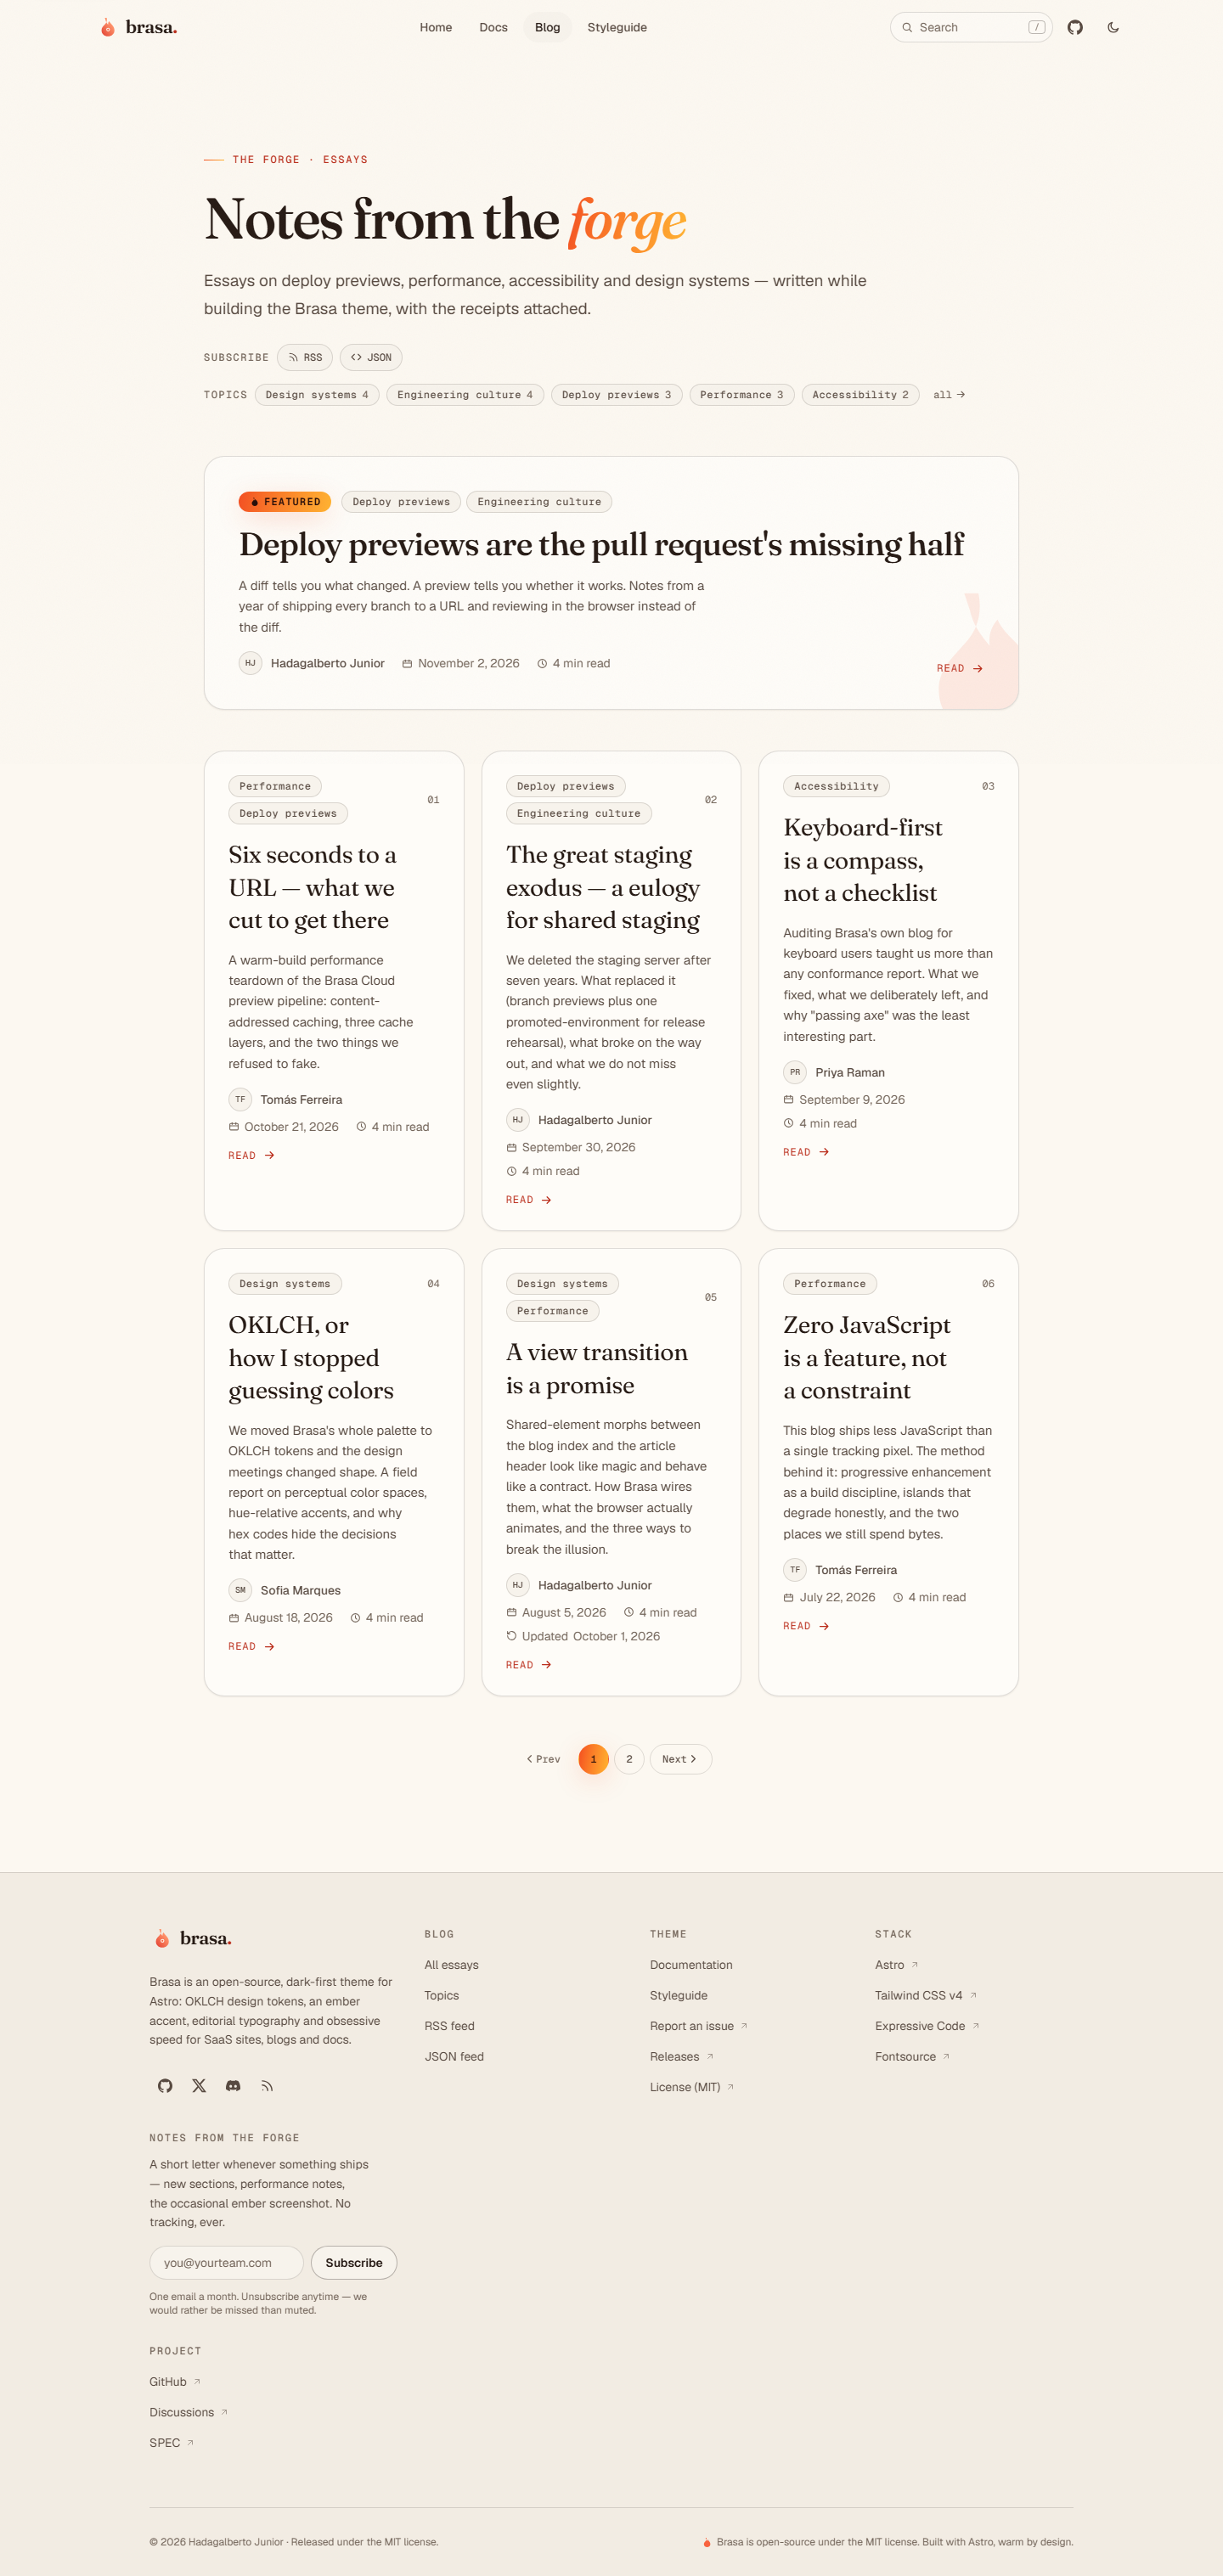 brasa.
Home
Docs
Blog
Styleguide
Search
/
THE FORGE · ESSAYS
Notes from the forge
Essays on deploy previews, performance, accessibility and design systems — written while
building the Brasa theme, with the receipts attached.
SUBSCRIBE
RSS
JSON
TOPICS
Design systems 4
Engineering culture 4
Deploy previews 3
Performance 3
Accessibility 2
all →
FEATURED
Deploy previews
Engineering culture
Deploy previews are the pull request's missing half
A diff tells you what changed. A preview tells you whether it works. Notes from a
year of shipping every branch to a URL and reviewing in the browser instead of
the diff.
HJ
Hadagalberto Junior
November 2, 2026
4 min read
READ →
Performance
Deploy previews
01
Six seconds to a
URL — what we
cut to get there
A warm-build performance
teardown of the Brasa Cloud
preview pipeline: content-
addressed caching, three cache
layers, and the two things we
refused to fake.
TF
Tomás Ferreira
October 21, 2026
4 min read
READ →
Deploy previews
Engineering culture
02
The great staging
exodus — a eulogy
for shared staging
We deleted the staging server after
seven years. What replaced it
(branch previews plus one
promoted-environment for release
rehearsal), what broke on the way
out, and what we do not miss
even slightly.
HJ
Hadagalberto Junior
September 30, 2026
4 min read
READ →
Accessibility
03
Keyboard-first
is a compass,
not a checklist
Auditing Brasa's own blog for
keyboard users taught us more than
any conformance report. What we
fixed, what we deliberately left, and
why "passing axe" was the least
interesting part.
PR
Priya Raman
September 9, 2026
4 min read
READ →
Design systems
04
OKLCH, or
how I stopped
guessing colors
We moved Brasa's whole palette to
OKLCH tokens and the design
meetings changed shape. A field
report on perceptual color spaces,
hue-relative accents, and why
hex codes hide the decisions
that matter.
SM
Sofia Marques
August 18, 2026
4 min read
READ →
Design systems
Performance
05
A view transition
is a promise
Shared-element morphs between
the blog index and the article
header look like magic and behave
like a contract. How Brasa wires
them, what the browser actually
animates, and the three ways to
break the illusion.
HJ
Hadagalberto Junior
August 5, 2026
4 min read
Updated October 1, 2026
READ →
Performance
06
Zero JavaScript
is a feature, not
a constraint
This blog ships less JavaScript than
a single tracking pixel. The method
behind it: progressive enhancement
as a build discipline, islands that
degrade honestly, and the two
places we still spend bytes.
TF
Tomás Ferreira
July 22, 2026
4 min read
READ →
Prev
1
2
Next
brasa.
Brasa is an open-source, dark-first theme for
Astro: OKLCH design tokens, an ember
accent, editorial typography and obsessive
speed for SaaS sites, blogs and docs.
BLOG
All essays
Topics
RSS feed
JSON feed
THEME
Documentation
Styleguide
Report an issue
Releases
License (MIT)
STACK
Astro
Tailwind CSS v4
Expressive Code
Fontsource
NOTES FROM THE FORGE
A short letter whenever something ships
— new sections, performance notes,
the occasional ember screenshot. No
tracking, ever.
you@yourteam.com
Subscribe
One email a month. Unsubscribe anytime — we
would rather be missed than muted.
PROJECT
GitHub
Discussions
SPEC
© 2026 Hadagalberto Junior · Released under the MIT license.
Brasa is open-source under the MIT license. Built with Astro, warm by design.